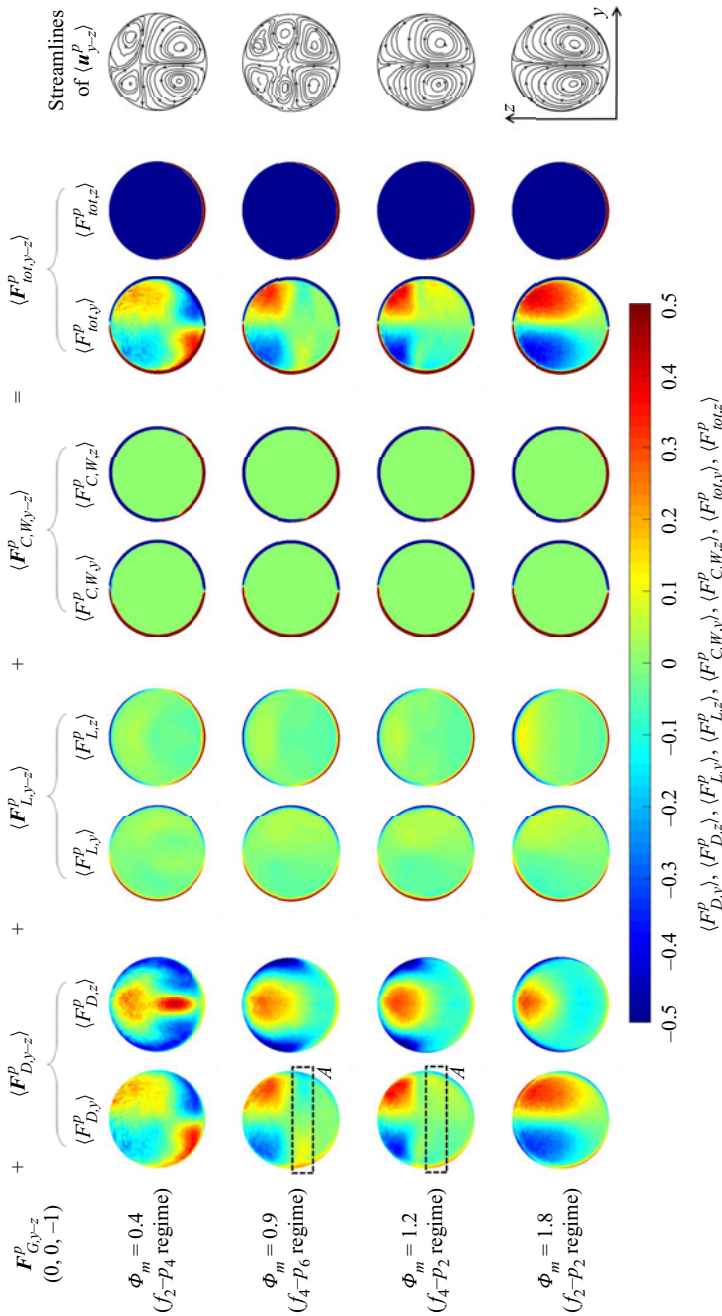 F^p_{G,y–z} + ⟨F^p_{D,y–z}⟩ + ⟨F^p_{L,y–z}⟩ + ⟨F^p_{C,W,y–z}⟩ = ⟨F^p_{tot,y–z}⟩
(0, 0, −1)
Streamlines
of ⟨u^p_{y–z}⟩
⟨F^p_{D,y}⟩ ⟨F^p_{D,z}⟩ ⟨F^p_{L,y}⟩ ⟨F^p_{L,z}⟩ ⟨F^p_{C,W,y}⟩ ⟨F^p_{C,W,z}⟩ ⟨F^p_{tot,y}⟩ ⟨F^p_{tot,z}⟩
Φ_m = 0.4
(f_2–p_4 regime)
Φ_m = 0.9
(f_4–p_6 regime)
A
Φ_m = 1.2
(f_4–p_2 regime)
A
Φ_m = 1.8
(f_2–p_2 regime)
z
y
−0.5 −0.4 −0.3 −0.2 −0.1 0 0.1 0.2 0.3 0.4 0.5
⟨F^p_{D,y}⟩, ⟨F^p_{D,z}⟩, ⟨F^p_{L,y}⟩, ⟨F^p_{L,z}⟩, ⟨F^p_{C,W,y}⟩, ⟨F^p_{C,W,z}⟩, ⟨F^p_{tot,y}⟩, ⟨F^p_{tot,z}⟩